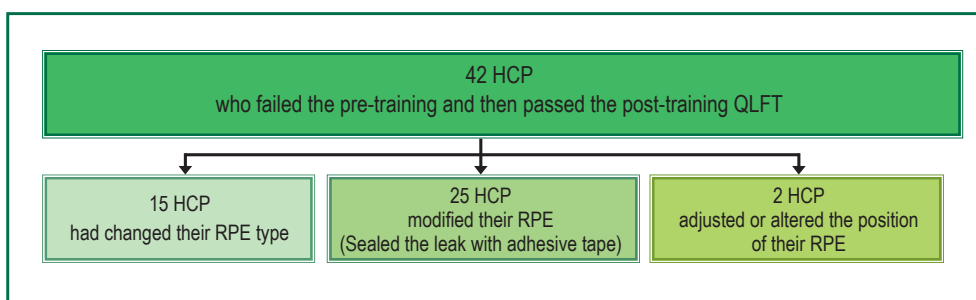 42 HCP
who failed the pre-training and then passed the post-training QLFT
15 HCP
had changed their RPE type
25 HCP
modified their RPE
(Sealed the leak with adhesive tape)
2 HCP
adjusted or altered the position
of their RPE